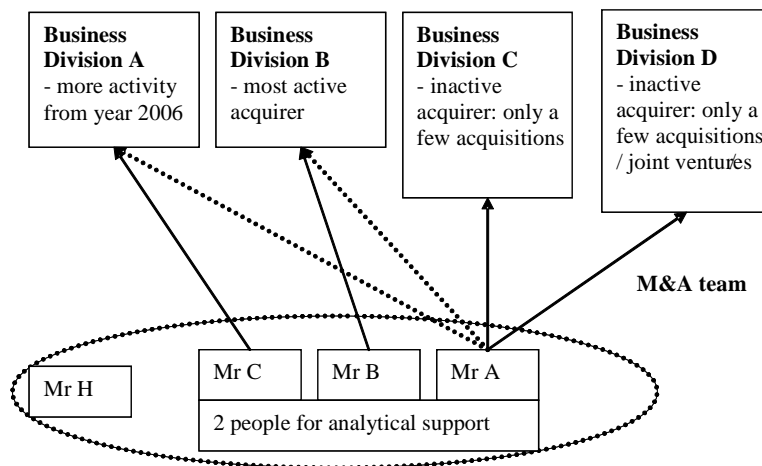 Business
Division A
- more activity
from year 2006
Business
Division B
- most active
acquirer
Business
Division C
- inactive
acquirer: only a
few acquisitions
Business
Division D
- inactive
acquirer: only a
few acquisitions
/ joint ventures
M&A team
Mr H
Mr C
Mr B
Mr A
2 people for analytical support